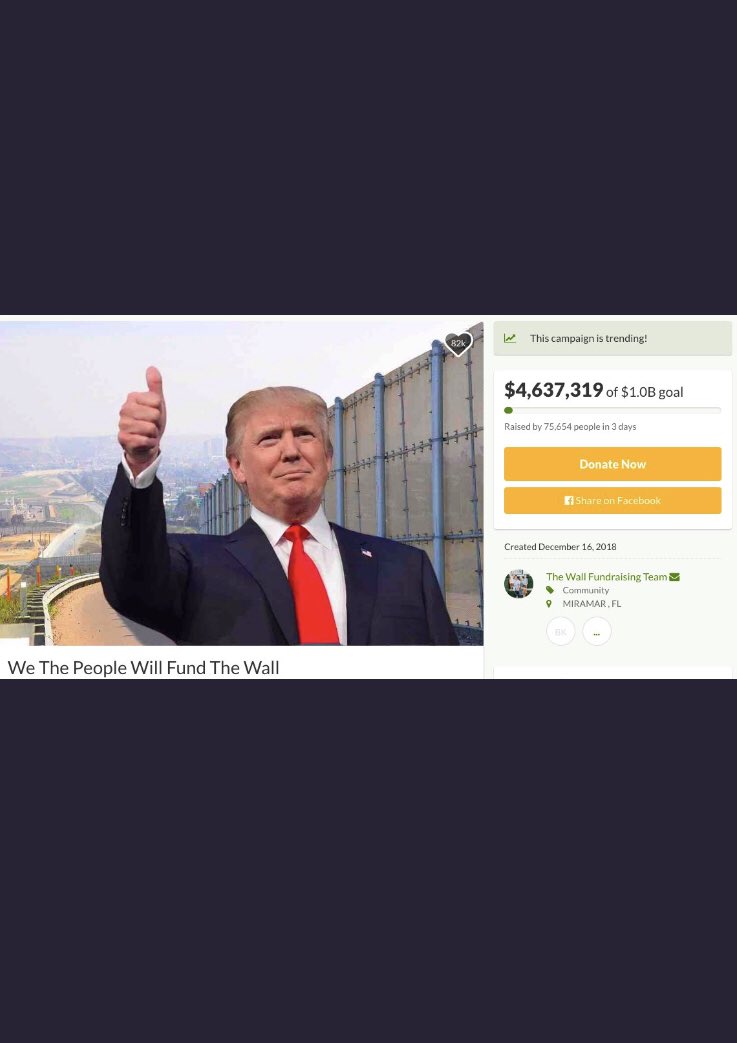 82k
We The People Will Fund The Wall
This campaign is trending!
$4,637,319 of $1.0B goal
Raised by 75,654 people in 3 days
Donate Now
Share on Facebook
Created December 16, 2018
The Wall Fundraising Team
Community
MIRAMAR , FL
BK
...